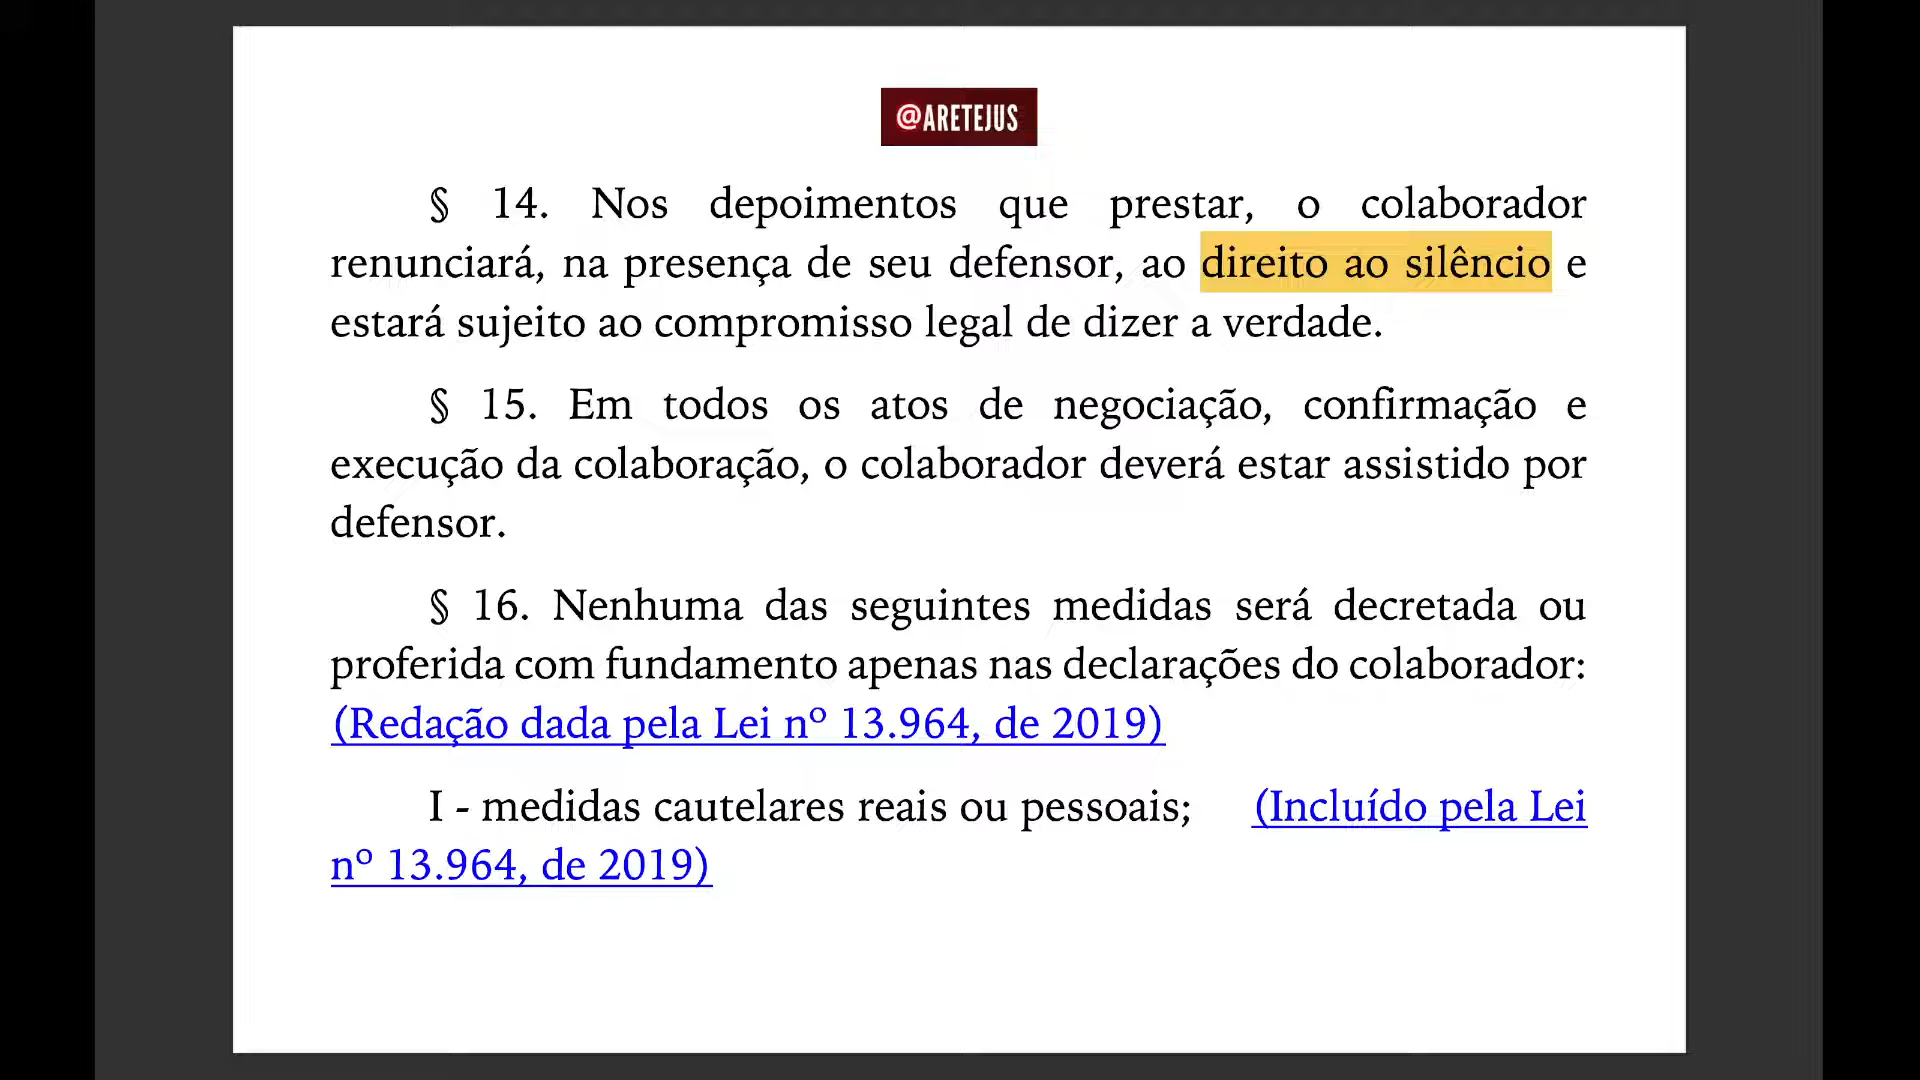 @ARETEJUS
§ 14. Nos depoimentos que prestar, o colaborador
renunciará, na presença de seu defensor, ao direito ao silêncio e
estará sujeito ao compromisso legal de dizer a verdade.
§ 15. Em todos os atos de negociação, confirmação e
execução da colaboração, o colaborador deverá estar assistido por
defensor.
§ 16. Nenhuma das seguintes medidas será decretada ou
proferida com fundamento apenas nas declarações do colaborador:
(Redação dada pela Lei nº 13.964, de 2019)
I - medidas cautelares reais ou pessoais; (Incluído pela Lei
nº 13.964, de 2019)